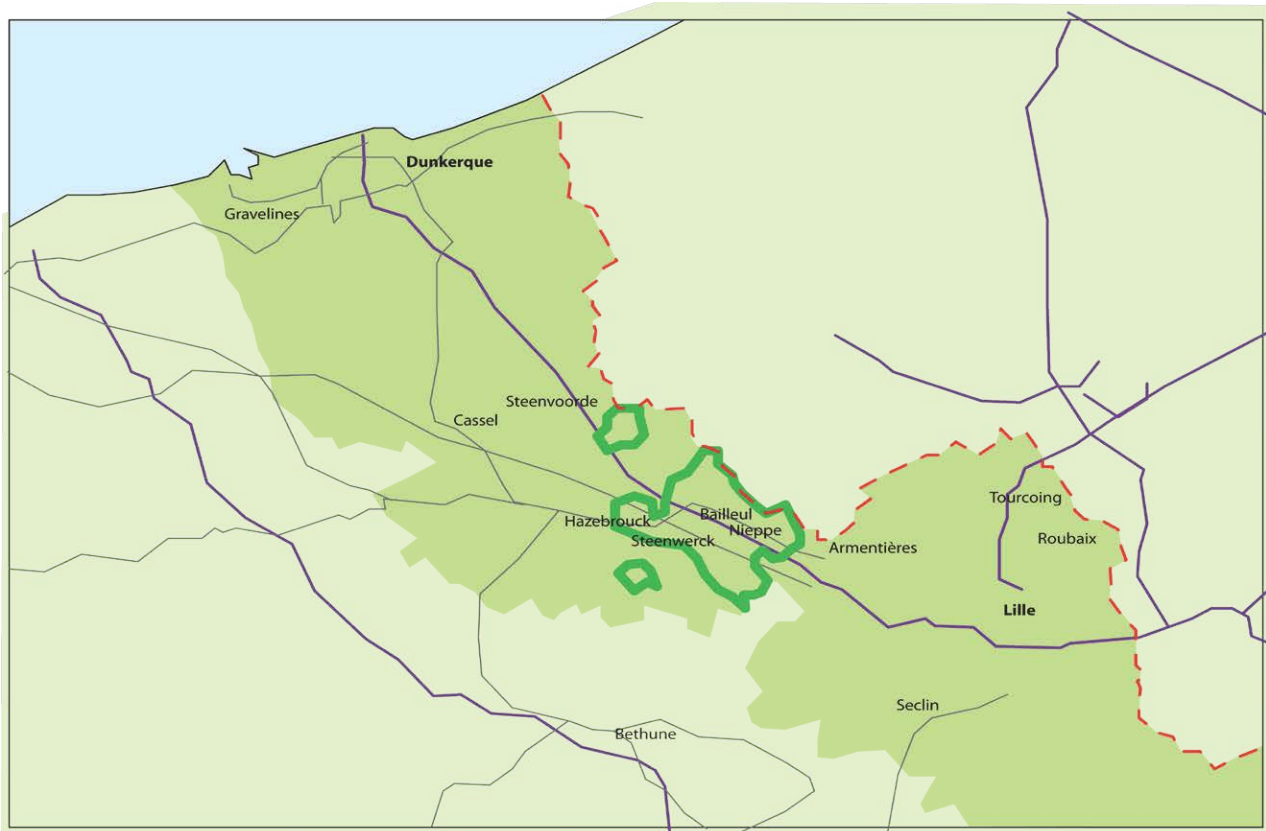 Dunkerque
Gravelines
Steenvoorde
Cassel
Bailleul
Hazebrouck
Nieppe
Steenwerck
Armentières
Tourcoing
Roubaix
Lille
Seclin
Bethune